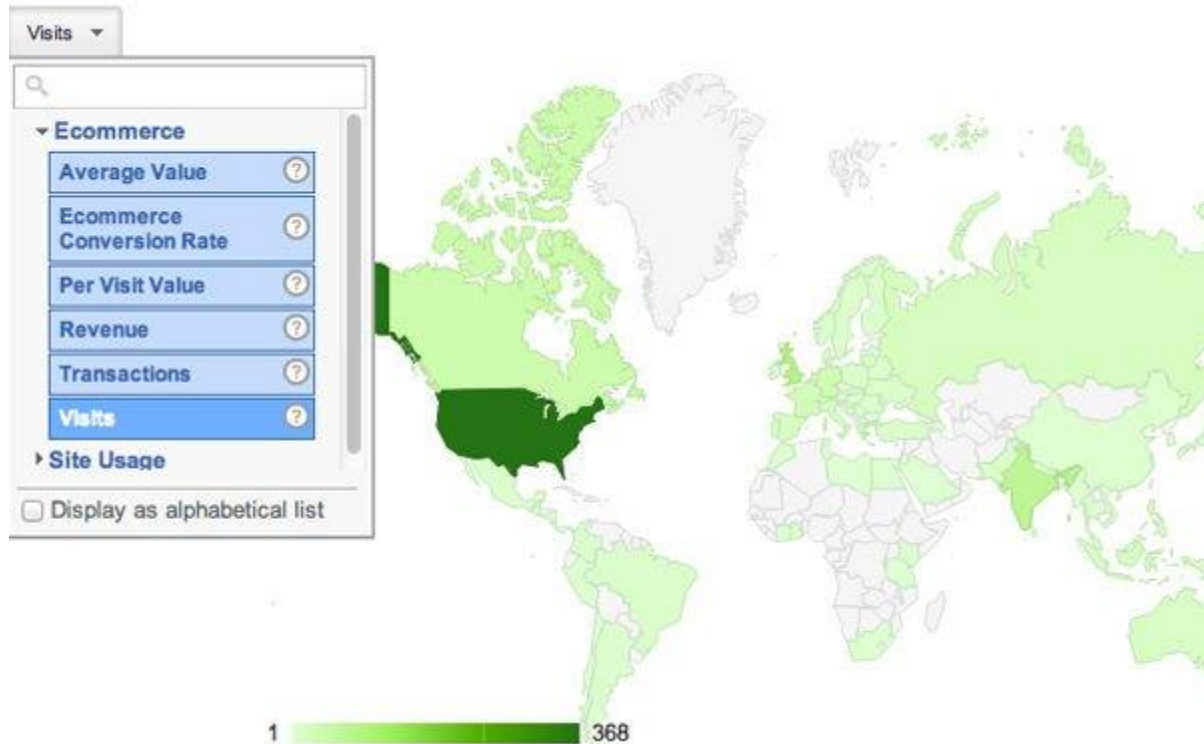 Visits
Ecommerce
Average Value
Ecommerce
Conversion Rate
Per Visit Value
Revenue
Transactions
Visits
Site Usage
Display as alphabetical list
1 368